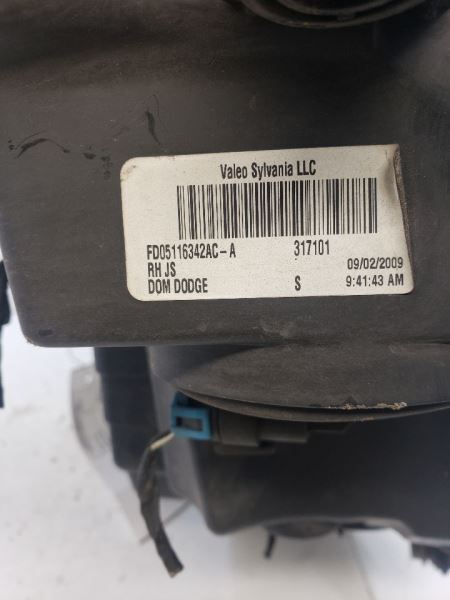 Valeo Sylvania LLC
FD05116342AC-A 317101
RH JS 09/02/2009
DOM DODGE S 9:41:43 AM